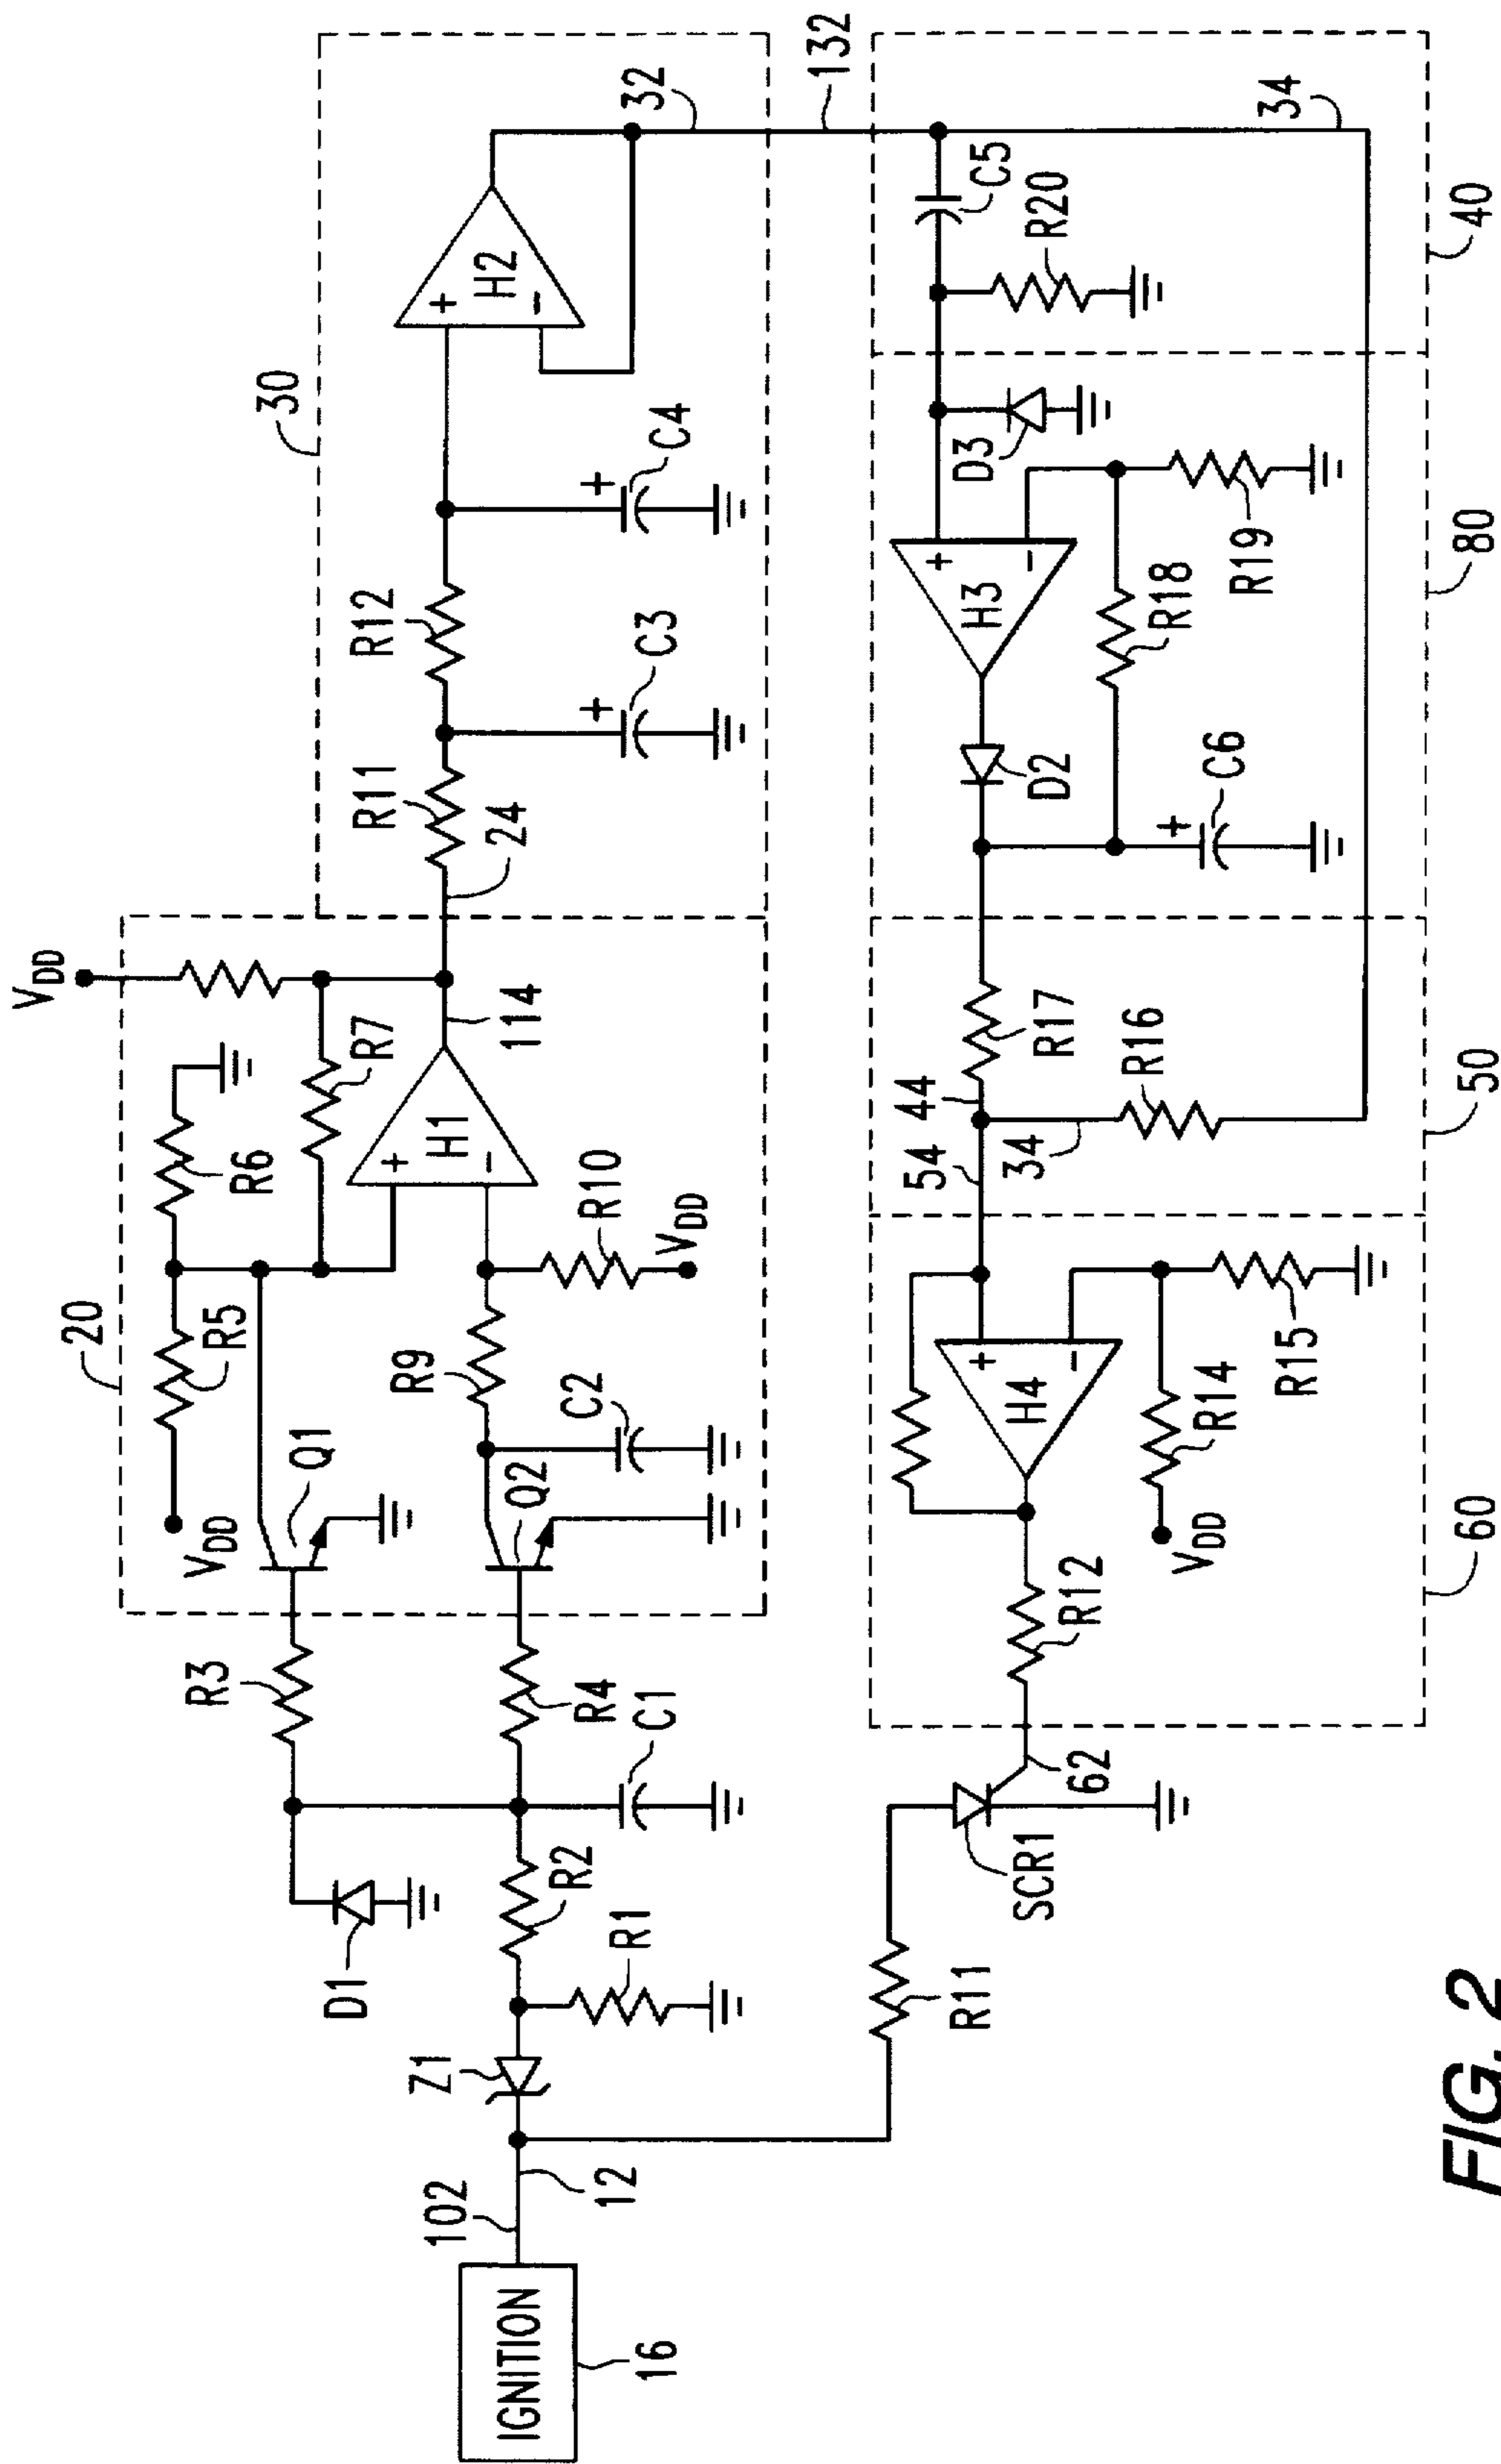 IGNITION
16
102
12
Z1
R1
R2
D1
C1
R3
R4
20
VDD
Q1
Q2
R5
R6
R7
VDD
H1
+
-
R9
C2
R10
VDD
114
24
30
R11
R12
C3
+
C4
+
H2
+
-
32
132
34
40
C5
R20
80
D3
H3
+
-
R19
R18
D2
C6
+
50
R17
44
R16
34
54
60
H4
+
-
R15
R14
VDD
R12
62
SCR1
R11
FIG. 2